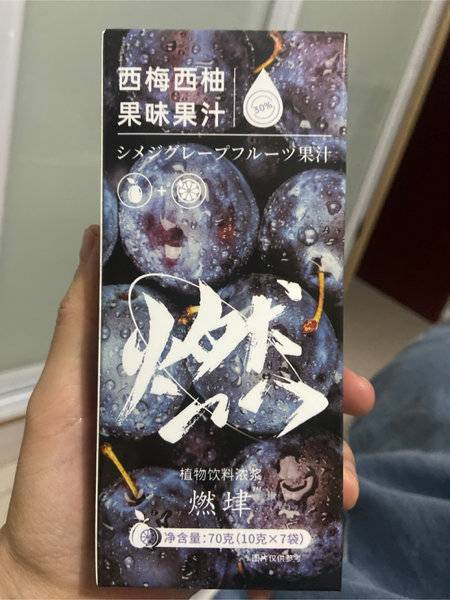 西梅西柚
果味果汁
30%
シメジグレープフルーツ果汁
燃
植物饮料浓浆
燃肂
净含量:70克(10克×7袋)
*图片仅供参考